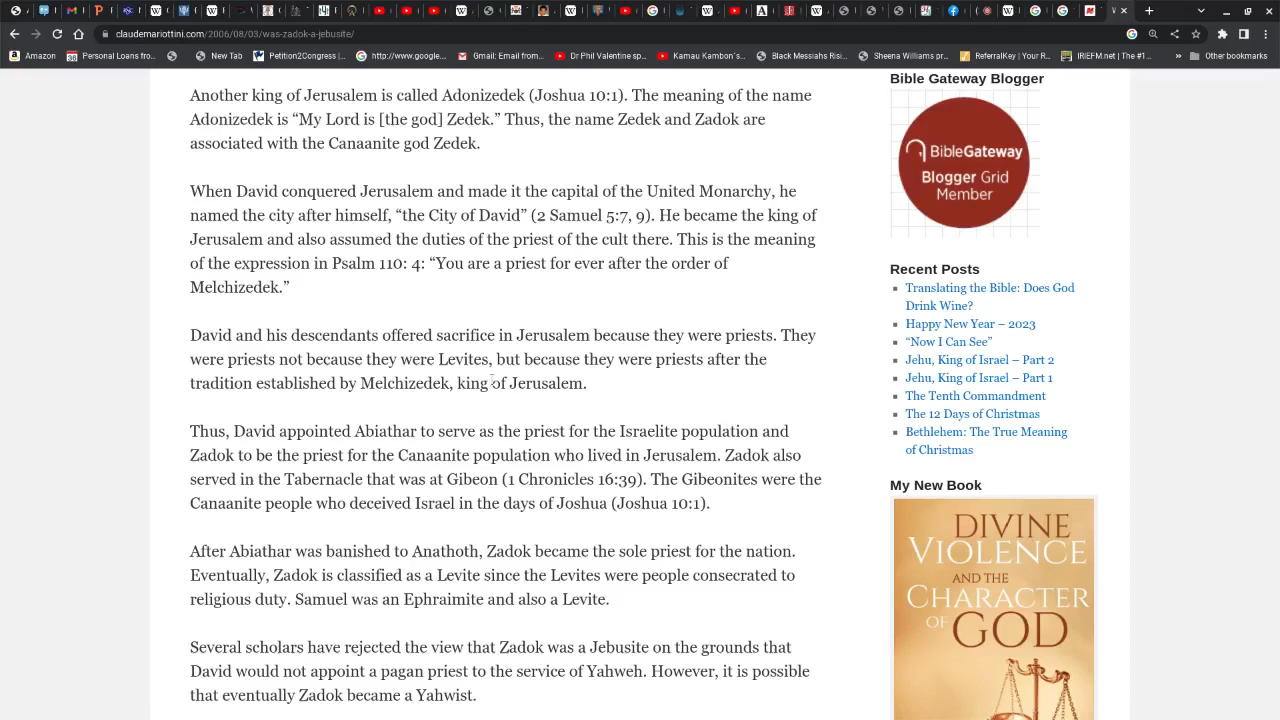 claudemariottini.com/2006/08/03/was-zadok-a-jebusite/
Amazon
Personal Loans fro...
New Tab
Petition2Congress |...
http://www.google...
Gmail: Email from...
Dr Phil Valentine sp...
Kamau Kambon`s...
Black Messiahs Risi...
Sheena Williams pr...
ReferralKey | Your R...
IRIEFM.net | The #1...
Other bookmarks
Another king of Jerusalem is called Adonizedek (Joshua 10:1). The meaning of the name
Adonizedek is “My Lord is [the god] Zedek.” Thus, the name Zedek and Zadok are
associated with the Canaanite god Zedek.
When David conquered Jerusalem and made it the capital of the United Monarchy, he
named the city after himself, “the City of David” (2 Samuel 5:7, 9). He became the king of
Jerusalem and also assumed the duties of the priest of the cult there. This is the meaning
of the expression in Psalm 110: 4: “You are a priest for ever after the order of
Melchizedek.”
David and his descendants offered sacrifice in Jerusalem because they were priests. They
were priests not because they were Levites, but because they were priests after the
tradition established by Melchizedek, king of Jerusalem.
Thus, David appointed Abiathar to serve as the priest for the Israelite population and
Zadok to be the priest for the Canaanite population who lived in Jerusalem. Zadok also
served in the Tabernacle that was at Gibeon (1 Chronicles 16:39). The Gibeonites were the
Canaanite people who deceived Israel in the days of Joshua (Joshua 10:1).
After Abiathar was banished to Anathoth, Zadok became the sole priest for the nation.
Eventually, Zadok is classified as a Levite since the Levites were people consecrated to
religious duty. Samuel was an Ephraimite and also a Levite.
Several scholars have rejected the view that Zadok was a Jebusite on the grounds that
David would not appoint a pagan priest to the service of Yahweh. However, it is possible
that eventually Zadok became a Yahwist.
Bible Gateway Blogger
BibleGateway
Blogger Grid
Member
Recent Posts
Translating the Bible: Does God
Drink Wine?
Happy New Year – 2023
“Now I Can See”
Jehu, King of Israel – Part 2
Jehu, King of Israel – Part 1
The Tenth Commandment
The 12 Days of Christmas
Bethlehem: The True Meaning
of Christmas
My New Book
DIVINE
VIOLENCE
AND THE
CHARACTER
OF GOD